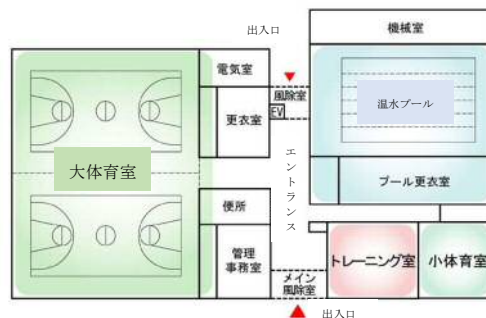 出入口
機械室
電気室
風除室
EV
更衣室
温水プール
大体育室
エントランス
プール更衣室
便所
管理
事務室
メイン
風除室
トレーニング室
小体育室
出入口